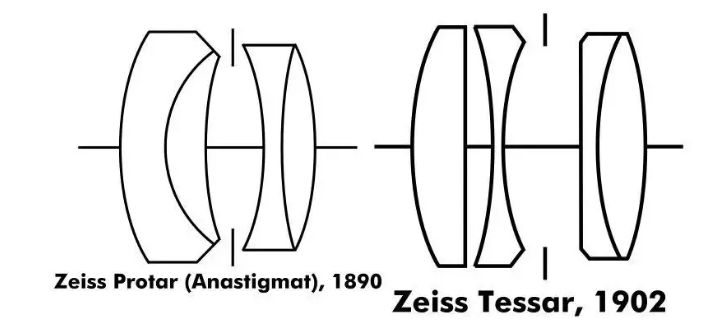 Zeiss Protar (Anastigmat), 1890
Zeiss Tessar, 1902